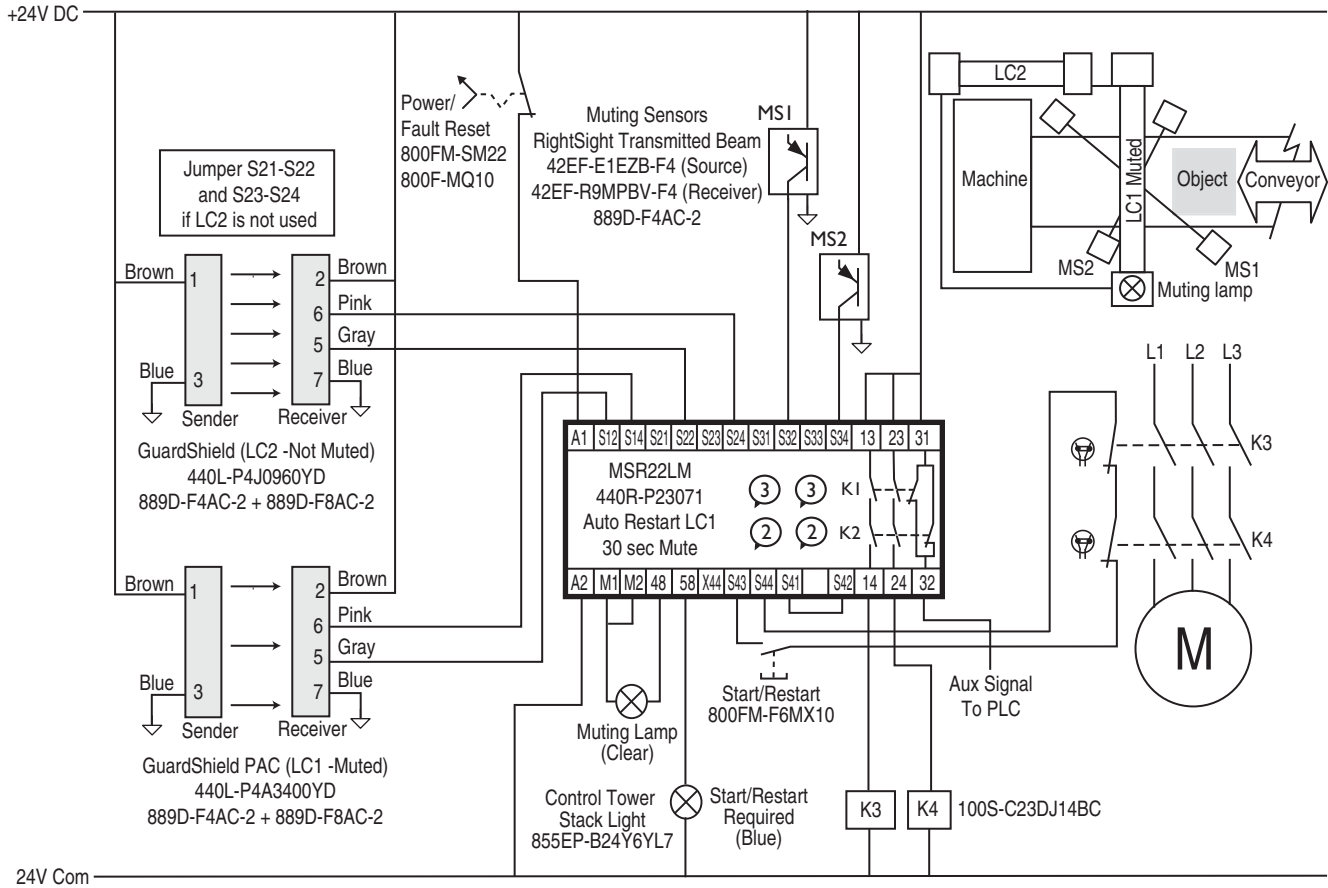 +24V DC
Power/
Fault Reset
800FM-SM22
800F-MQ10
Muting Sensors
RightSight Transmitted Beam
42EF-E1EZB-F4 (Source)
42EF-R9MPBV-F4 (Receiver)
889D-F4AC-2
MS1
MS2
LC2
Machine
LC1 Muted
Object
Conveyor
MS2
MS1
Muting lamp
Jumper S21-S22
and S23-S24
if LC2 is not used
Brown
1
2
Brown
6
Pink
5
Gray
Blue
3
7
Blue
Sender
Receiver
GuardShield (LC2 -Not Muted)
440L-P4J0960YD
889D-F4AC-2 + 889D-F8AC-2
L1 L2 L3
K3
K4
M
A1 S12 S14 S21 S22 S23 S24 S31 S32 S33 S34 13 23 31
MSR22LM
440R-P23071
Auto Restart LC1
30 sec Mute
3 3 K1
2 2 K2
A2 M1 M2 48 58 X44 S43 S44 S41 S42 14 24 32
Brown
1
2
Brown
6
Pink
5
Gray
Blue
3
7
Blue
Sender
Receiver
GuardShield PAC (LC1 -Muted)
440L-P4A3400YD
889D-F4AC-2 + 889D-F8AC-2
Muting Lamp
(Clear)
Start/Restart
800FM-F6MX10
Aux Signal
To PLC
Control Tower
Stack Light
855EP-B24Y6YL7
Start/Restart
Required
(Blue)
K3
K4
100S-C23DJ14BC
24V Com